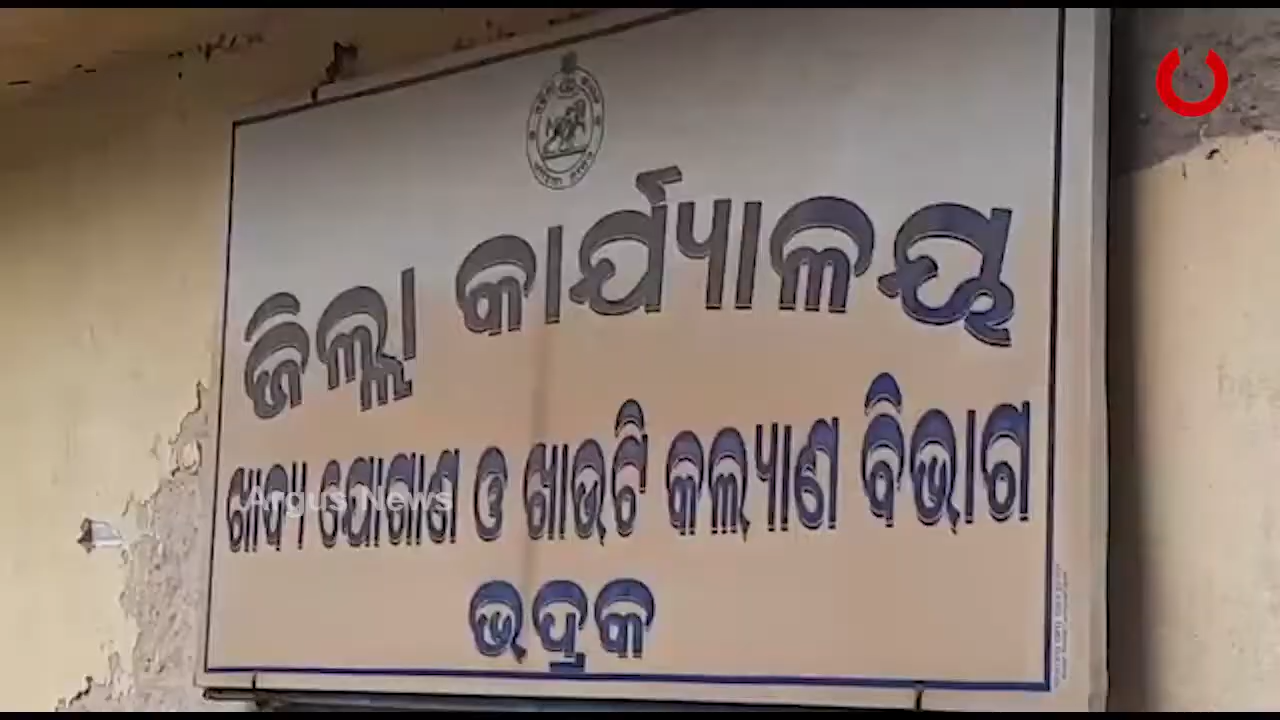 ଜିଲ୍ଲା କାର୍ଯ୍ୟାଳୟ
ଖାଦ୍ୟ ଯୋଗାଣ ଓ ଖାଉଟି କଲ୍ୟାଣ ବିଭାଗ
Argus News
ଭଦ୍ରକ